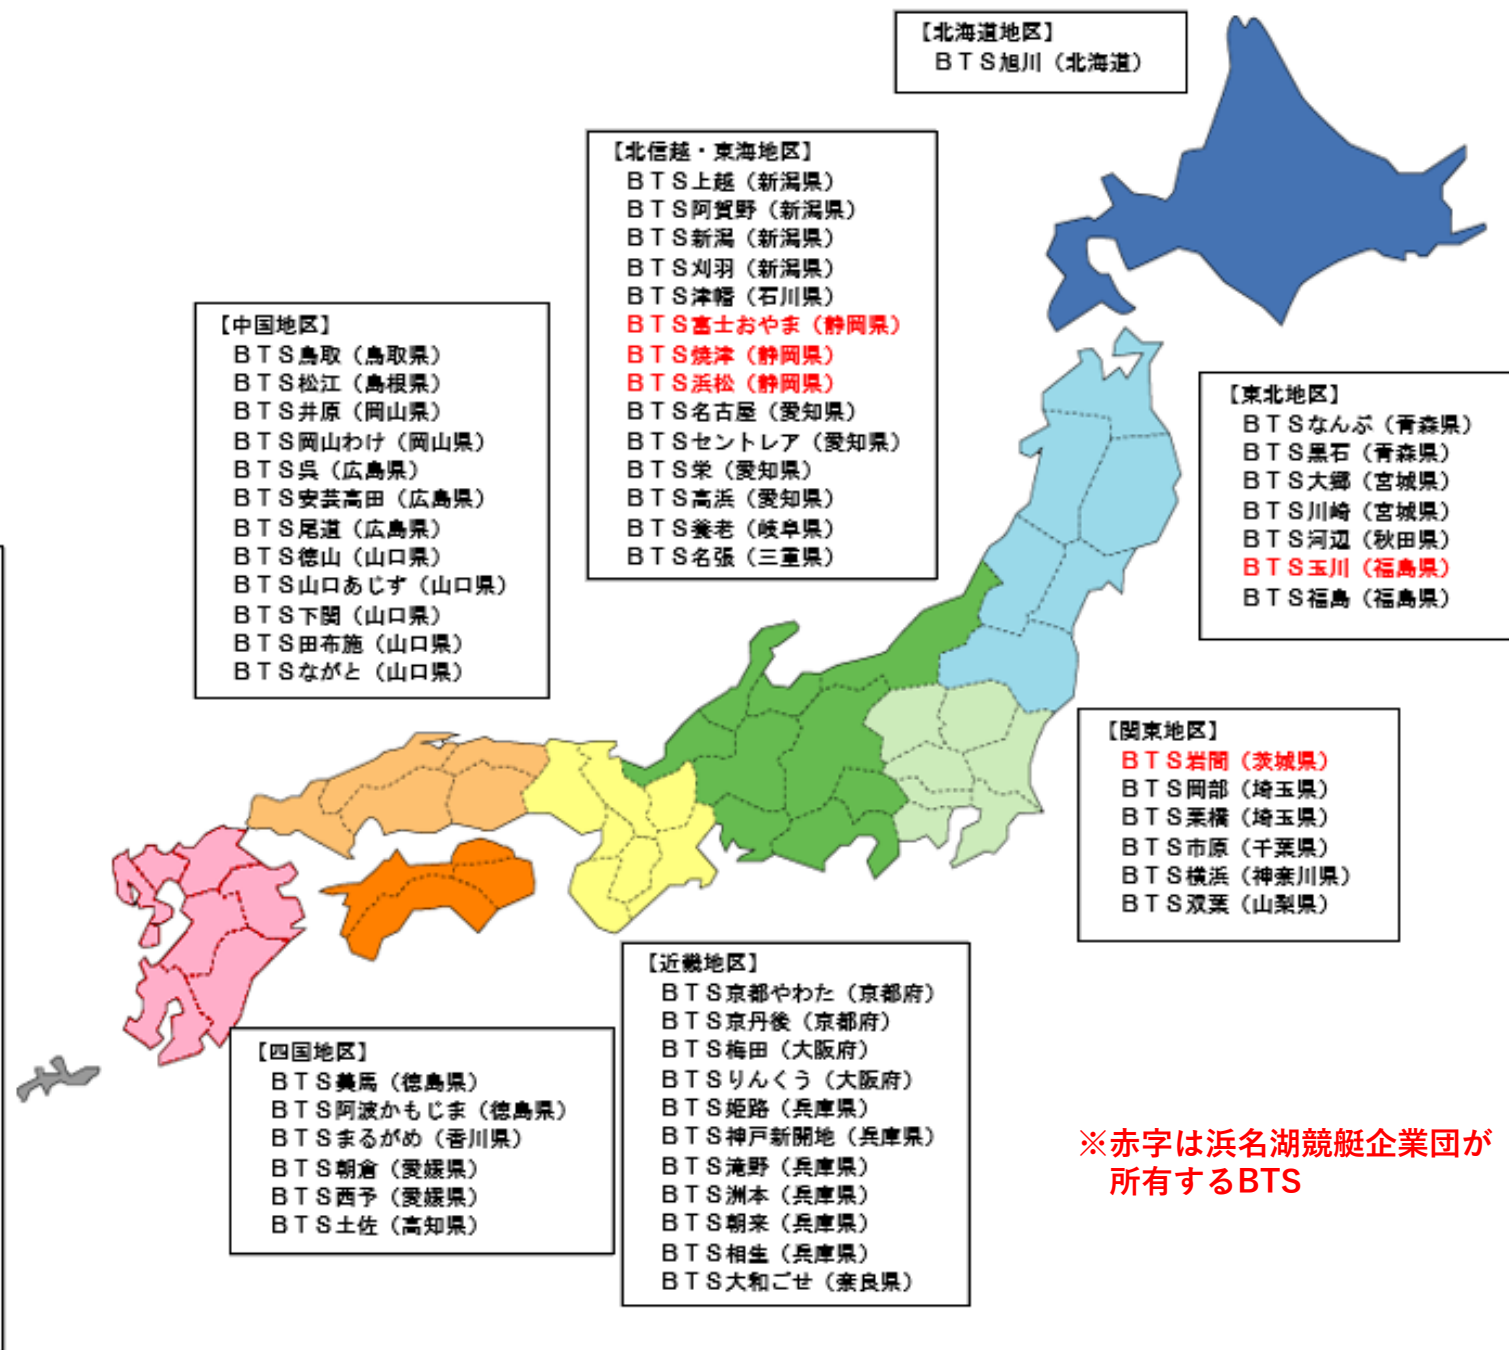 【北海道地区】
ＢＴＳ旭川（北海道）
【北信越・東海地区】
ＢＴＳ上越（新潟県）
ＢＴＳ阿賀野（新潟県）
ＢＴＳ新潟（新潟県）
ＢＴＳ刈羽（新潟県）
ＢＴＳ津幡（石川県）
ＢＴＳ富士おやま（静岡県）
ＢＴＳ焼津（静岡県）
ＢＴＳ浜松（静岡県）
ＢＴＳ名古屋（愛知県）
ＢＴＳセントレア（愛知県）
ＢＴＳ栄（愛知県）
ＢＴＳ高浜（愛知県）
ＢＴＳ養老（岐阜県）
ＢＴＳ名張（三重県）
【中国地区】
ＢＴＳ鳥取（鳥取県）
ＢＴＳ松江（島根県）
ＢＴＳ井原（岡山県）
ＢＴＳ岡山わけ（岡山県）
ＢＴＳ呉（広島県）
ＢＴＳ安芸高田（広島県）
ＢＴＳ尾道（広島県）
ＢＴＳ徳山（山口県）
ＢＴＳ山口あじす（山口県）
ＢＴＳ下関（山口県）
ＢＴＳ田布施（山口県）
ＢＴＳながと（山口県）
【東北地区】
ＢＴＳなんぶ（青森県）
ＢＴＳ黒石（青森県）
ＢＴＳ大郷（宮城県）
ＢＴＳ川崎（宮城県）
ＢＴＳ河辺（秋田県）
ＢＴＳ玉川（福島県）
ＢＴＳ福島（福島県）
【関東地区】
ＢＴＳ岩間（茨城県）
ＢＴＳ岡部（埼玉県）
ＢＴＳ栗橋（埼玉県）
ＢＴＳ市原（千葉県）
ＢＴＳ横浜（神奈川県）
ＢＴＳ双葉（山梨県）
【近畿地区】
ＢＴＳ京都やわた（京都府）
ＢＴＳ京丹後（京都府）
ＢＴＳ梅田（大阪府）
ＢＴＳりんくう（大阪府）
ＢＴＳ姫路（兵庫県）
ＢＴＳ神戸新開地（兵庫県）
ＢＴＳ滝野（兵庫県）
ＢＴＳ洲本（兵庫県）
ＢＴＳ朝来（兵庫県）
ＢＴＳ相生（兵庫県）
ＢＴＳ大和ごせ（奈良県）
【四国地区】
ＢＴＳ美馬（徳島県）
ＢＴＳ阿波かもじま（徳島県）
ＢＴＳまるがめ（香川県）
ＢＴＳ朝倉（愛媛県）
ＢＴＳ西予（愛媛県）
ＢＴＳ土佐（高知県）
※赤字は浜名湖競艇企業団が
所有するBTS